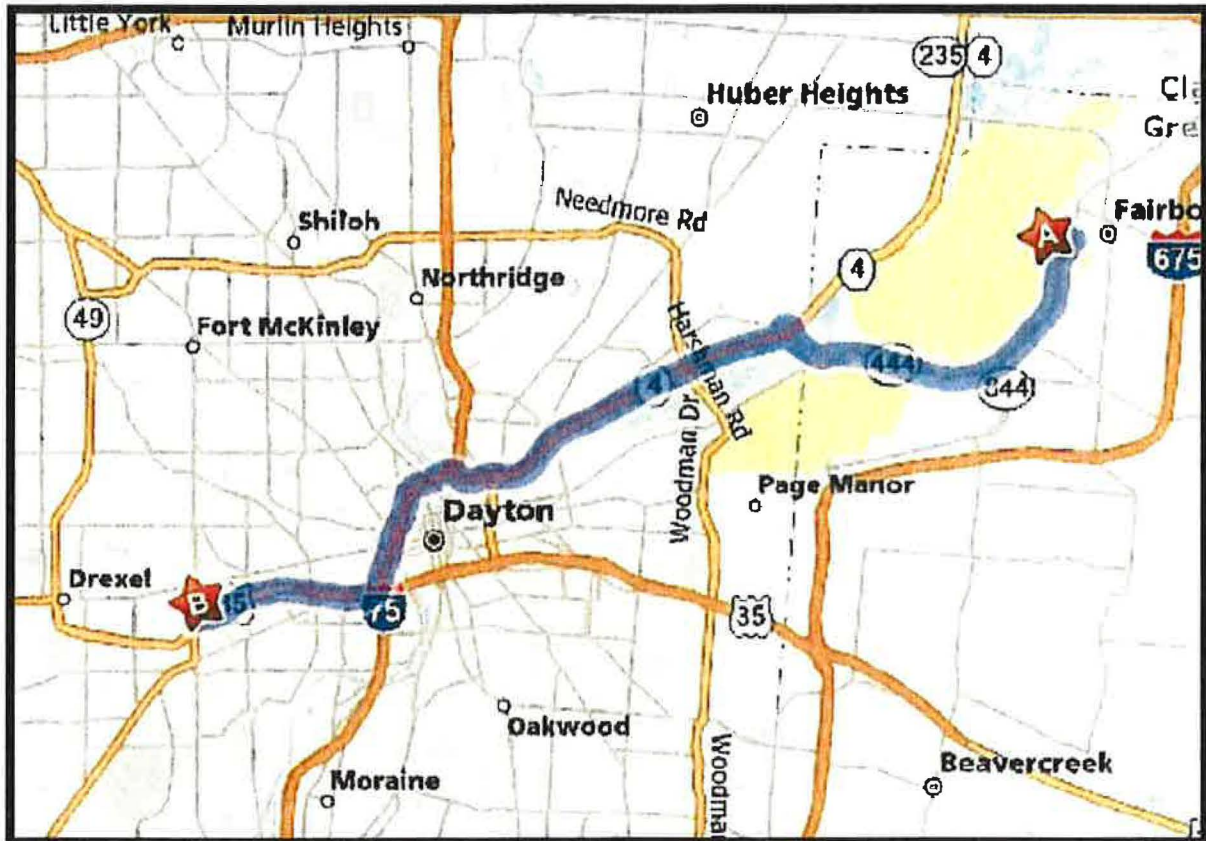 Little York
Murlin Heights
235
4
Huber Heights
Needmore Rd
Shiloh
Fairbo
A
4
675
Northridge
49
Fort McKinley
Harshman Rd
4
444
844
Woodman Dr
Page Manor
Dayton
Drexel
B
75
35
Oakwood
Woodman
Moraine
Beavercreek